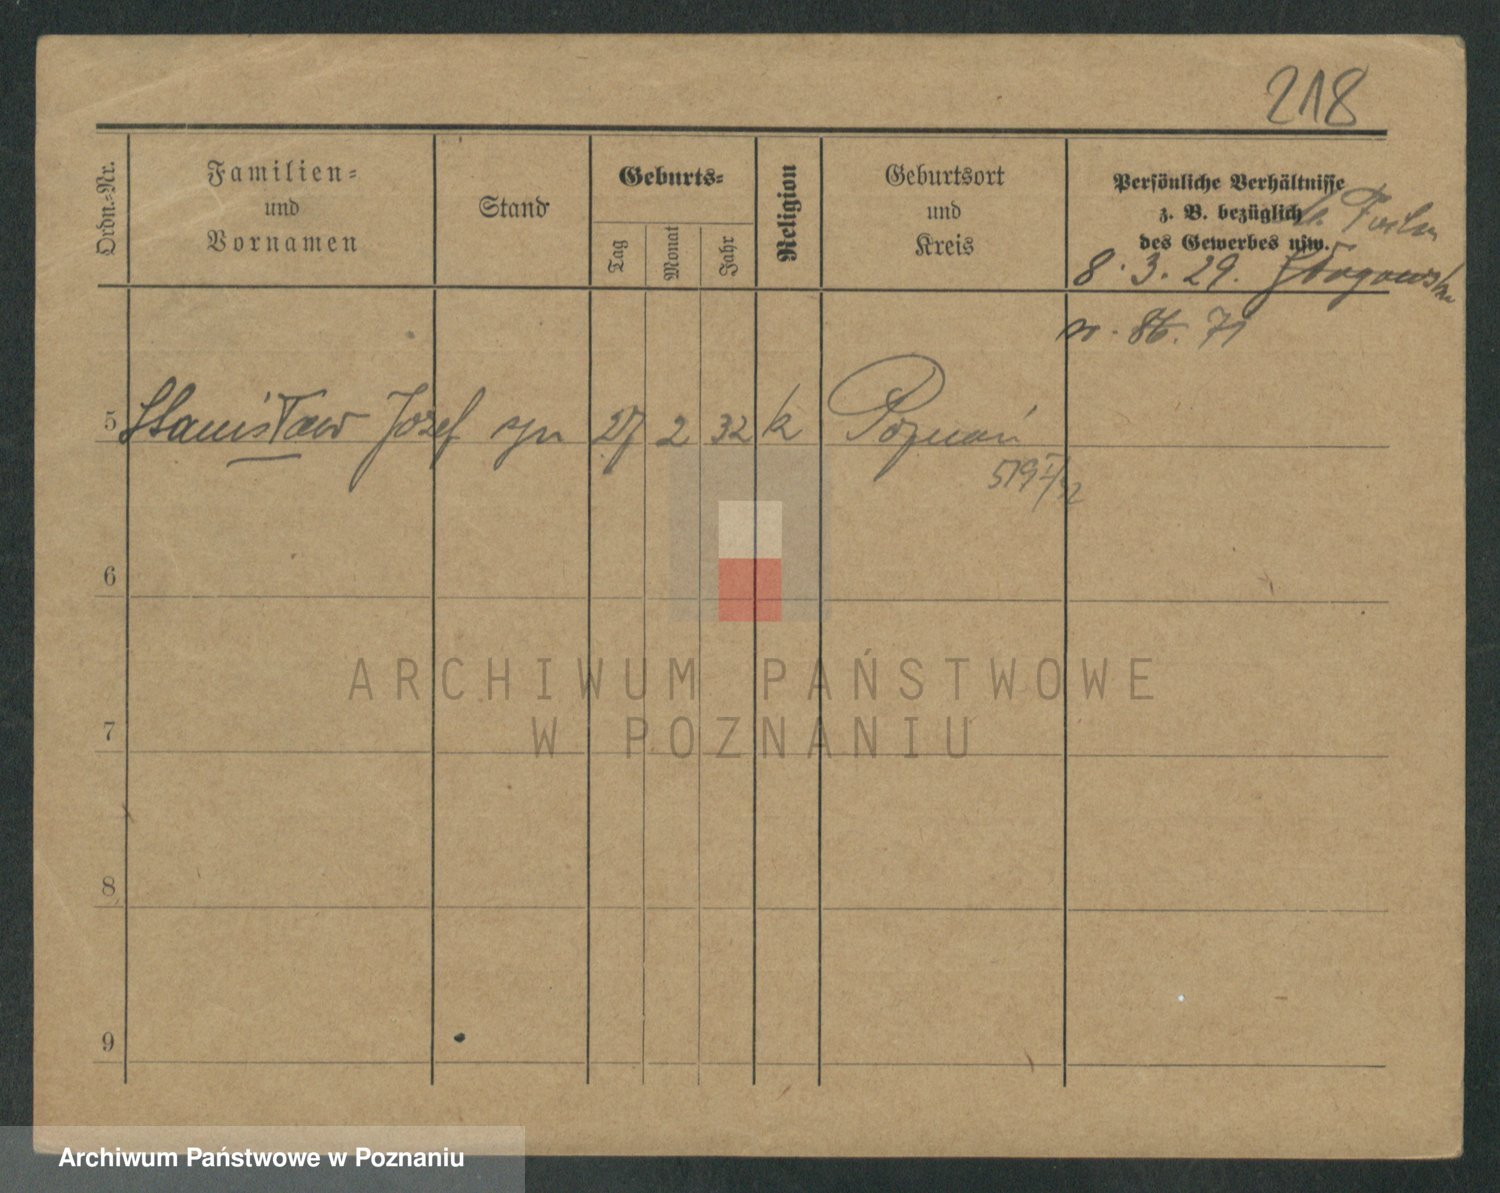 218
Ordn.-Nr.
Familien-
und
Vornamen
Stand
Geburts-
Tag
Monat
Jahr
Religion
Geburtsort
und
Kreis
Persönliche Verhältnisse
z. B. bezüglich
des Gewerbes usw.
8. 3. 29.
5 Stanisław Józef syn 27 2 32 k Poznań
6
7
8
9
ARCHIWUM PAŃSTWOWE
W POZNANIU
Archiwum Państwowe w Poznaniu